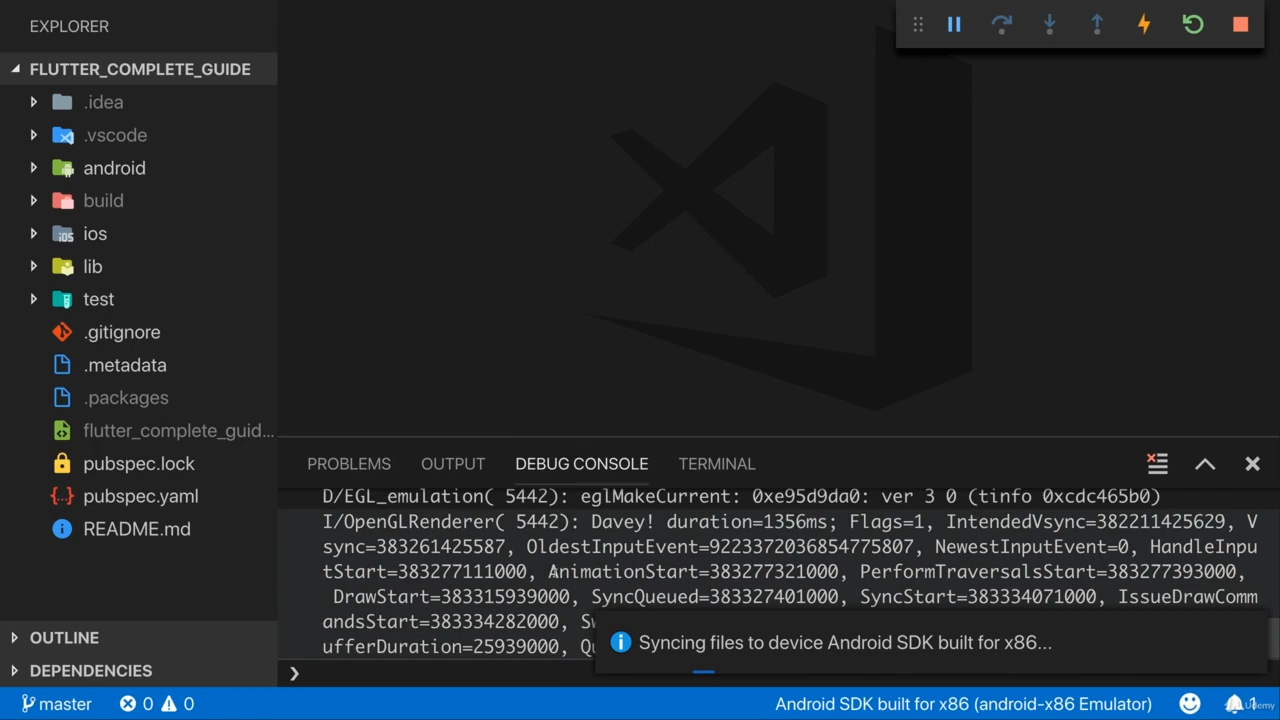 EXPLORER
FLUTTER_COMPLETE_GUIDE
.idea
.vscode
android
build
ios
lib
test
.gitignore
.metadata
.packages
flutter_complete_guid...
pubspec.lock
pubspec.yaml
README.md
OUTLINE
DEPENDENCIES
PROBLEMS OUTPUT DEBUG CONSOLE TERMINAL
D/EGL_emulation( 5442): eglMakeCurrent: 0xe95d9da0: ver 3 0 (tinfo 0xcdc465b0)
I/OpenGLRenderer( 5442): Davey! duration=1356ms; Flags=1, IntendedVsync=382211425629, V
sync=383261425587, OldestInputEvent=9223372036854775807, NewestInputEvent=0, HandleInpu
tStart=383277111000, AnimationStart=383277321000, PerformTraversalsStart=383277393000,
DrawStart=383315939000, SyncQueued=383327401000, SyncStart=383334071000, IssueDrawComm
andsStart=383334282000, Sw
ufferDuration=25939000, Qu
Syncing files to device Android SDK built for x86...
master 0 0 Android SDK built for x86 (android-x86 Emulator) 1
Udemy